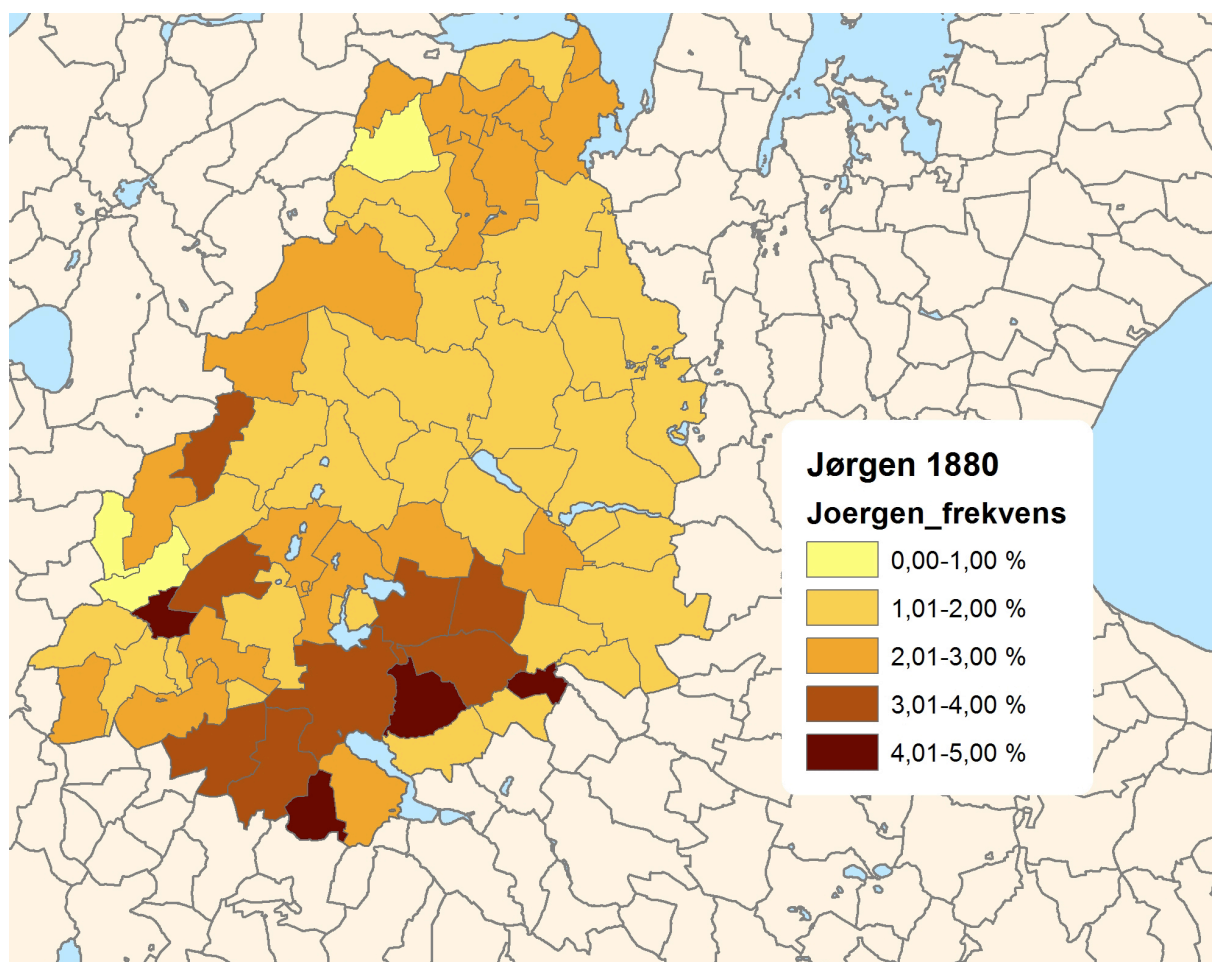 Jørgen 1880
Joergen_frekvens
0,00-1,00 %
1,01-2,00 %
2,01-3,00 %
3,01-4,00 %
4,01-5,00 %